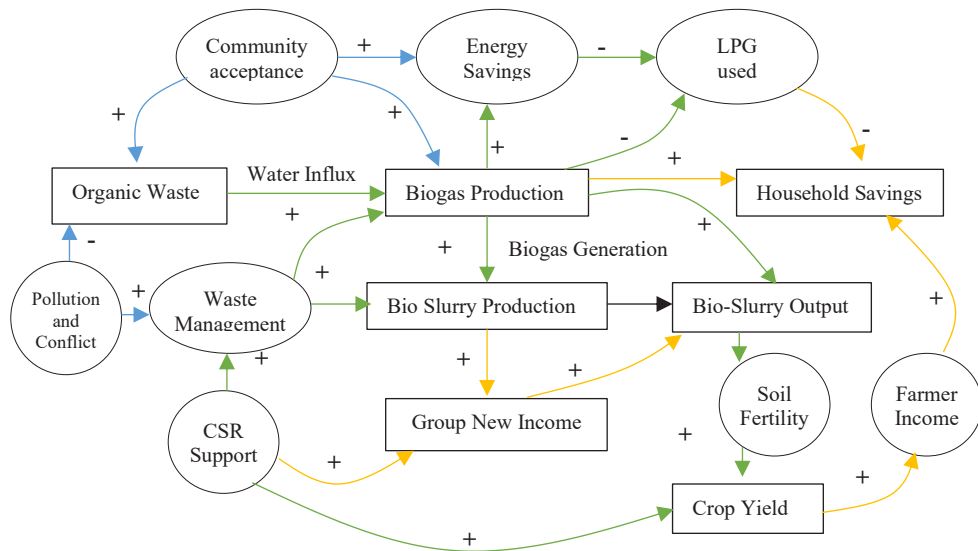 Community
acceptance
+
Energy
Savings
-
LPG
used
+
+
+
-
-
Water Influx
+
Organic Waste
Biogas Production
Household Savings
+
+
+
Biogas Generation
-
+
Pollution
and
Conflict
Waste
Management
+
Bio Slurry Production
Bio-Slurry Output
+
+
+
+
CSR
Support
Group New Income
Soil
Fertility
Farmer
Income
+
+
+
Crop Yield
+